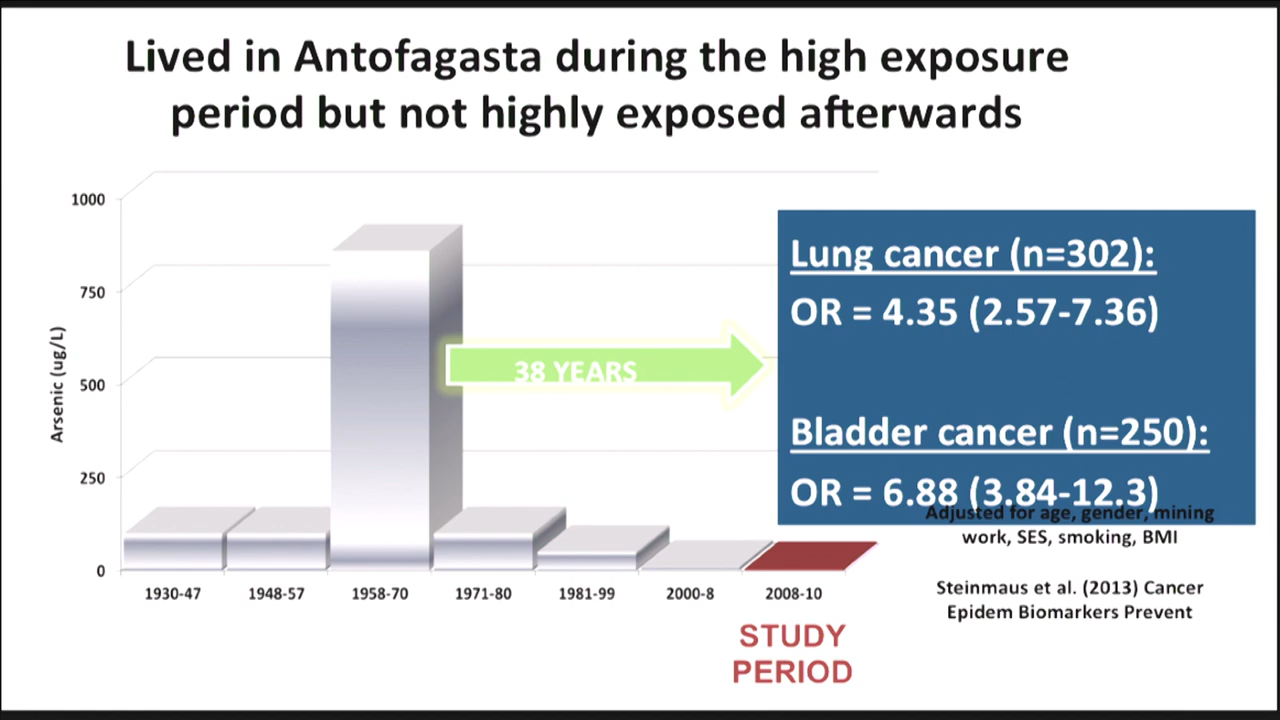 Lived in Antofagasta during the high exposure
period but not highly exposed afterwards
1000
750
500
250
0
Arsenic (ug/L)
1930-47
1948-57
1958-70
1971-80
1981-99
2000-8
2008-10
38 YEARS
STUDY
PERIOD
Lung cancer (n=302):
OR = 4.35 (2.57-7.36)
Bladder cancer (n=250):
OR = 6.88 (3.84-12.3)
Adjusted for age, gender, mining
work, SES, smoking, BMI
Steinmaus et al. (2013) Cancer
Epidem Biomarkers Prevent